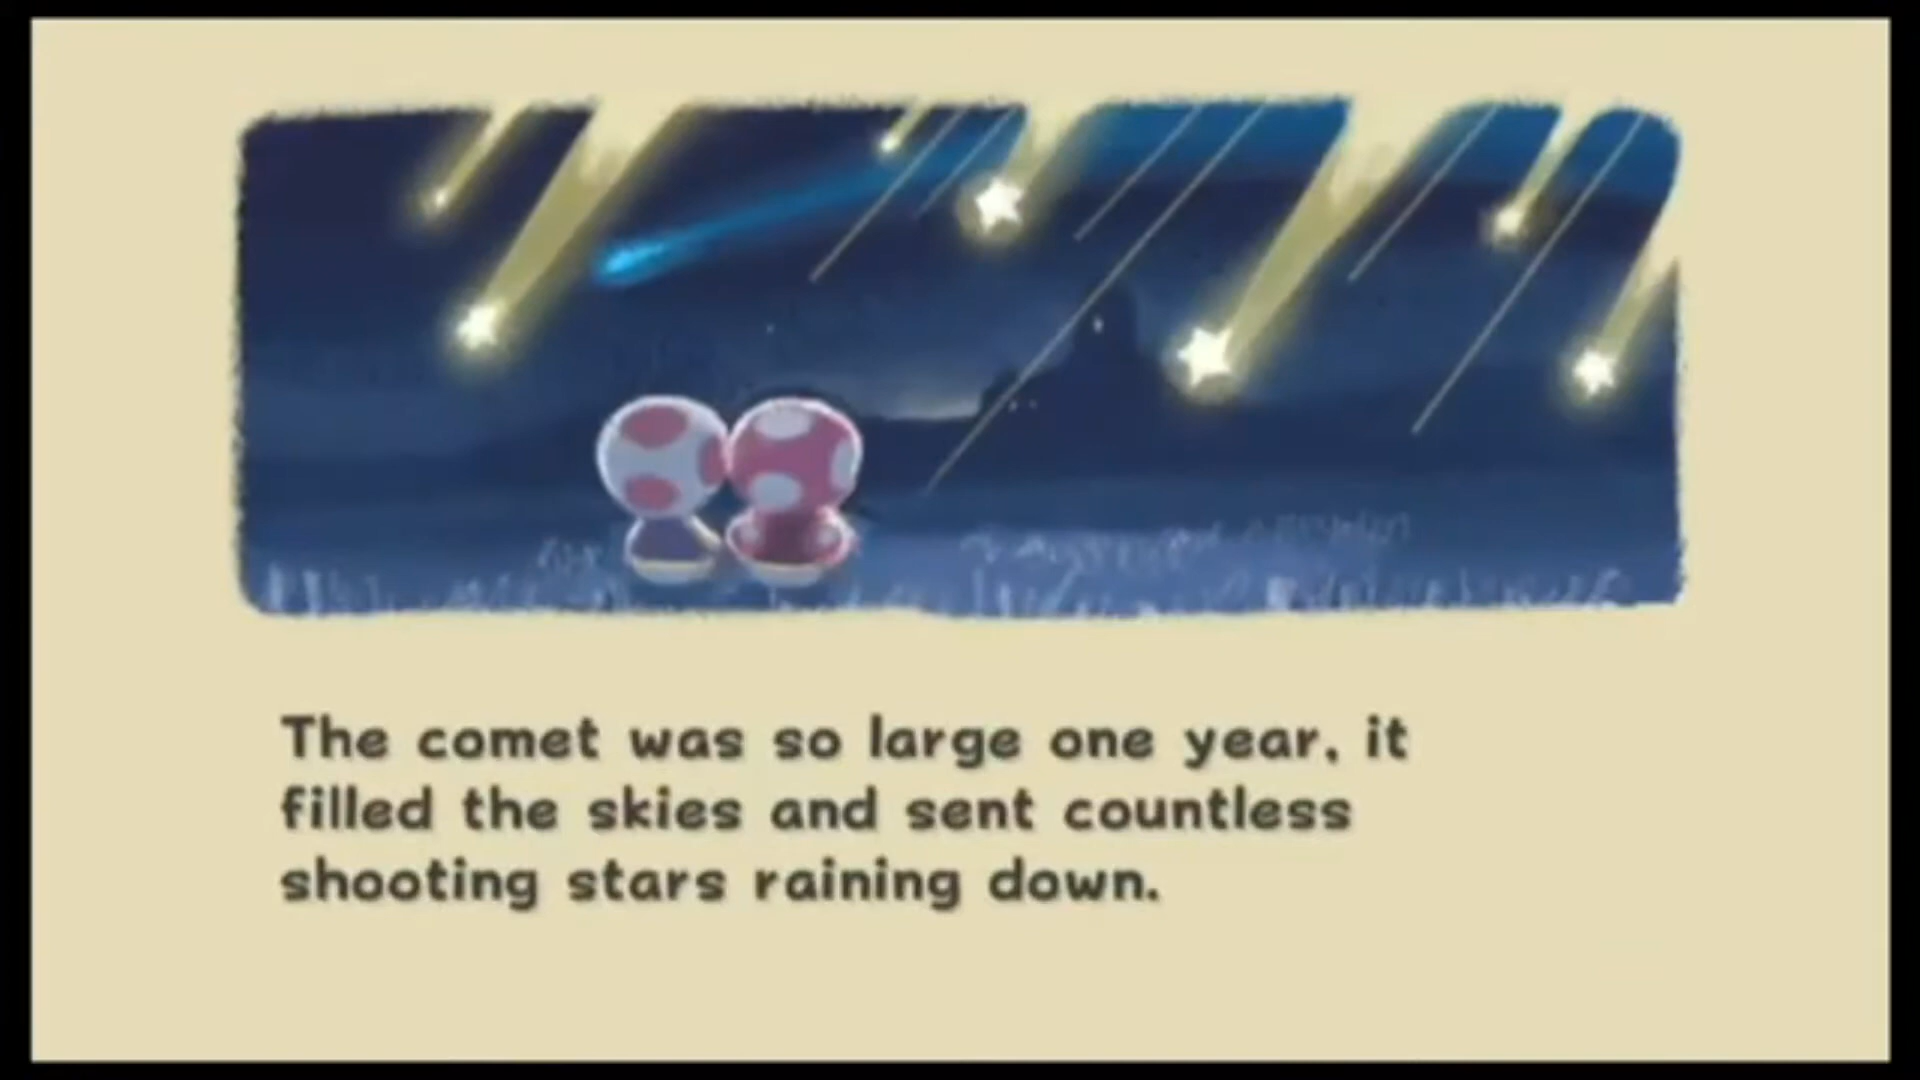 The comet was so large one year, it
filled the skies and sent countless
shooting stars raining down.